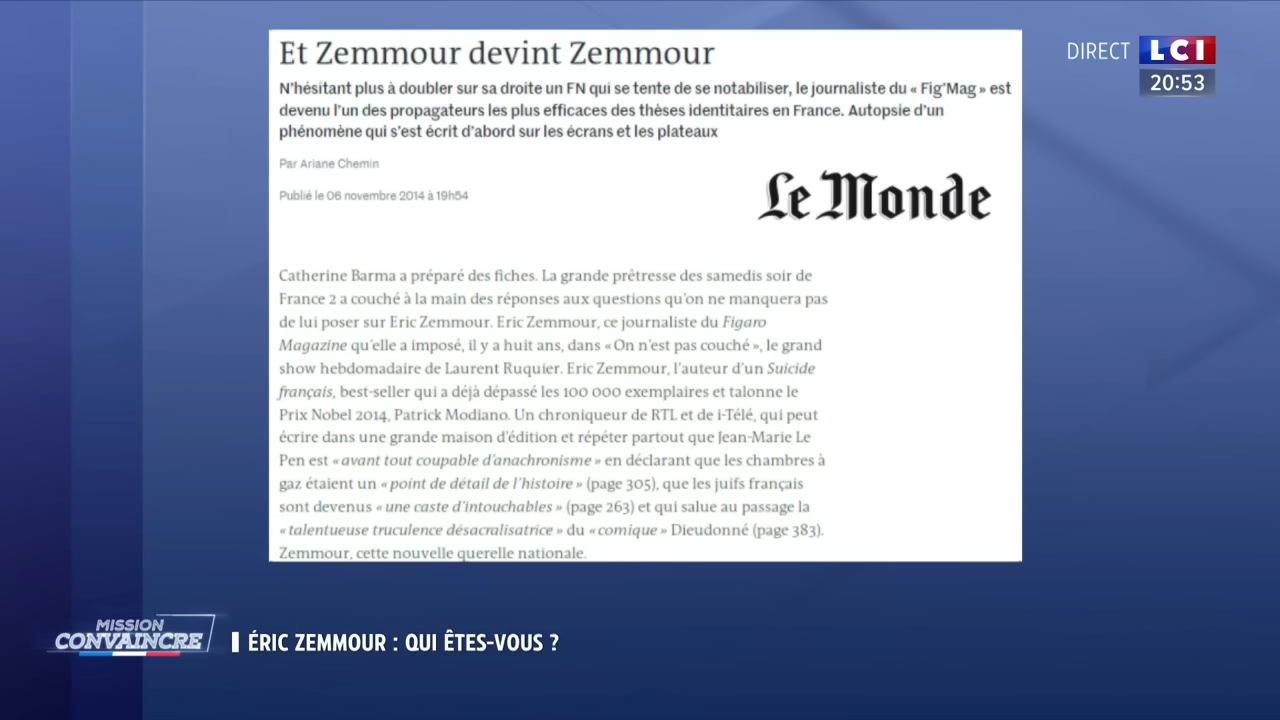 Et Zemmour devint Zemmour
N'hésitant plus à doubler sur sa droite un FN qui se tente de se notabiliser, le journaliste du « Fig'Mag » est
devenu l'un des propagateurs les plus efficaces des thèses identitaires en France. Autopsie d'un
phénomène qui s'est écrit d'abord sur les écrans et les plateaux
Par Ariane Chemin
Publié le 06 novembre 2014 à 19h54
Le Monde
Catherine Barma a préparé des fiches. La grande prêtresse des samedis soir de
France 2 a couché à la main des réponses aux questions qu'on ne manquera pas
de lui poser sur Eric Zemmour. Eric Zemmour, ce journaliste du Figaro
Magazine qu'elle a imposé, il y a huit ans, dans « On n'est pas couché », le grand
show hebdomadaire de Laurent Ruquier. Eric Zemmour, l'auteur d'un Suicide
français, best-seller qui a déjà dépassé les 100 000 exemplaires et talonne le
Prix Nobel 2014, Patrick Modiano. Un chroniqueur de RTL et de i-Télé, qui peut
écrire dans une grande maison d'édition et répéter partout que Jean-Marie Le
Pen est « avant tout coupable d'anachronisme » en déclarant que les chambres à
gaz étaient un « point de détail de l'histoire » (page 305), que les juifs français
sont devenus « une caste d'intouchables » (page 263) et qui salue au passage la
« talentueuse truculence désacralisatrice » du « comique » Dieudonné (page 383).
Zemmour, cette nouvelle querelle nationale.
DIRECT LCI
20:53
MISSION
CONVAINCRE
ÉRIC ZEMMOUR : QUI ÊTES-VOUS ?